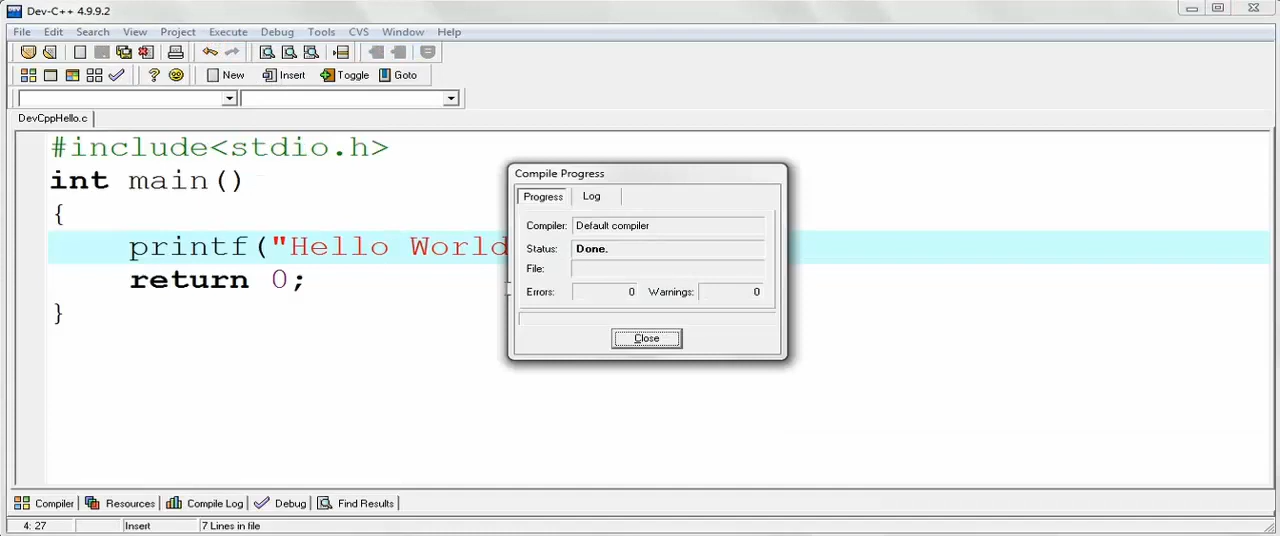 Dev-C++ 4.9.9.2
File Edit Search View Project Execute Debug Tools CVS Window Help
New Insert Toggle Goto
DevCppHello.c
#include<stdio.h>
int main()
{
printf("Hello World
return 0;
}
Compile Progress
Progress Log
Compiler: Default compiler
Status: Done.
File:
Errors: 0 Warnings: 0
Close
Compiler Resources Compile Log Debug Find Results
4: 27 Insert 7 Lines in file